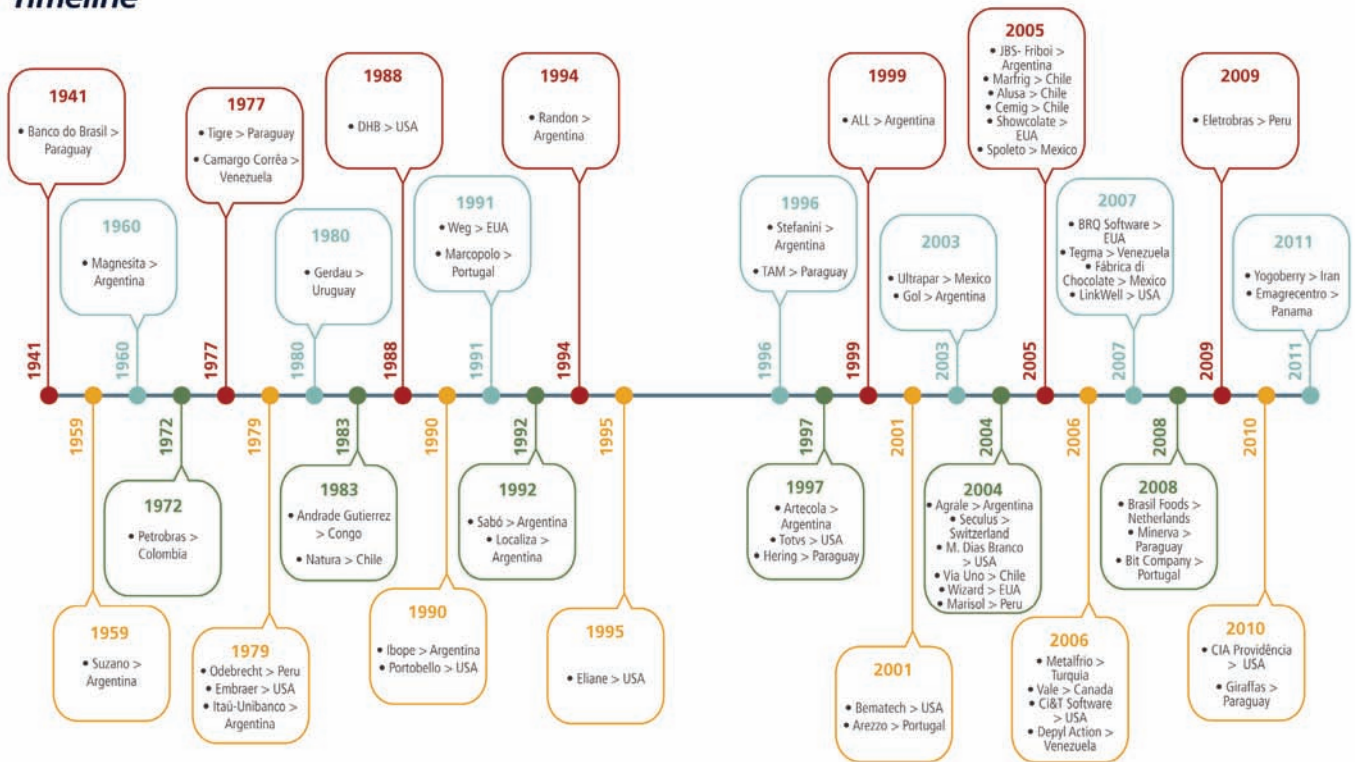 Timeline
1941
• Banco do Brasil >
Paraguay
1960
• Magnesita >
Argentina
1977
• Tigre > Paraguay
• Camargo Corrêa >
Venezuela
1980
• Gerdau >
Uruguay
1988
• DHB > USA
1991
• Weg > EUA
• Marcopolo >
Portugal
1994
• Randon >
Argentina
1996
• Stefanini >
Argentina
• TAM > Paraguay
1999
• ALL > Argentina
2003
• Ultrapar > Mexico
• Gol > Argentina
2005
• JBS- Friboi >
Argentina
• Marfrig > Chile
• Alusa > Chile
• Cemig > Chile
• Showcolate >
EUA
• Spoleto > Mexico
2007
• BRQ Software >
EUA
• Tegma > Venezuela
• Fábrica di
Chocolate > Mexico
• LinkWell > USA
2009
• Eletrobras > Peru
2011
• Yogoberry > Iran
• Emagrecentro >
Panama
1941
1960
1977
1980
1988
1991
1994
1996
1999
2003
2005
2007
2009
2011
1959
1972
1979
1983
1990
1992
1995
1997
2001
2004
2006
2008
2010
1959
• Suzano >
Argentina
1972
• Petrobras >
Colombia
1979
• Odebrecht > Peru
• Embraer > USA
• Itaú-Unibanco >
Argentina
1983
• Andrade Gutierrez
> Congo
• Natura > Chile
1990
• Ibope > Argentina
• Portobello > USA
1992
• Sabó > Argentina
• Localiza >
Argentina
1995
• Eliane > USA
1997
• Artecola >
Argentina
• Totvs > USA
• Hering > Paraguay
2001
• Bematech > USA
• Arezzo > Portugal
2004
• Agrale > Argentina
• Seculus >
Switzerland
• M. Dias Branco
> USA
• Via Uno > Chile
• Wizard > EUA
• Marisol > Peru
2006
• Metalfrio >
Turquia
• Vale > Canada
• Ci&T Software
> USA
• Depyl Action >
Venezuela
2008
• Brasil Foods >
Netherlands
• Minerva >
Paraguay
• Bit Company >
Portugal
2010
• CIA Providência
> USA
• Giraffas >
Paraguay